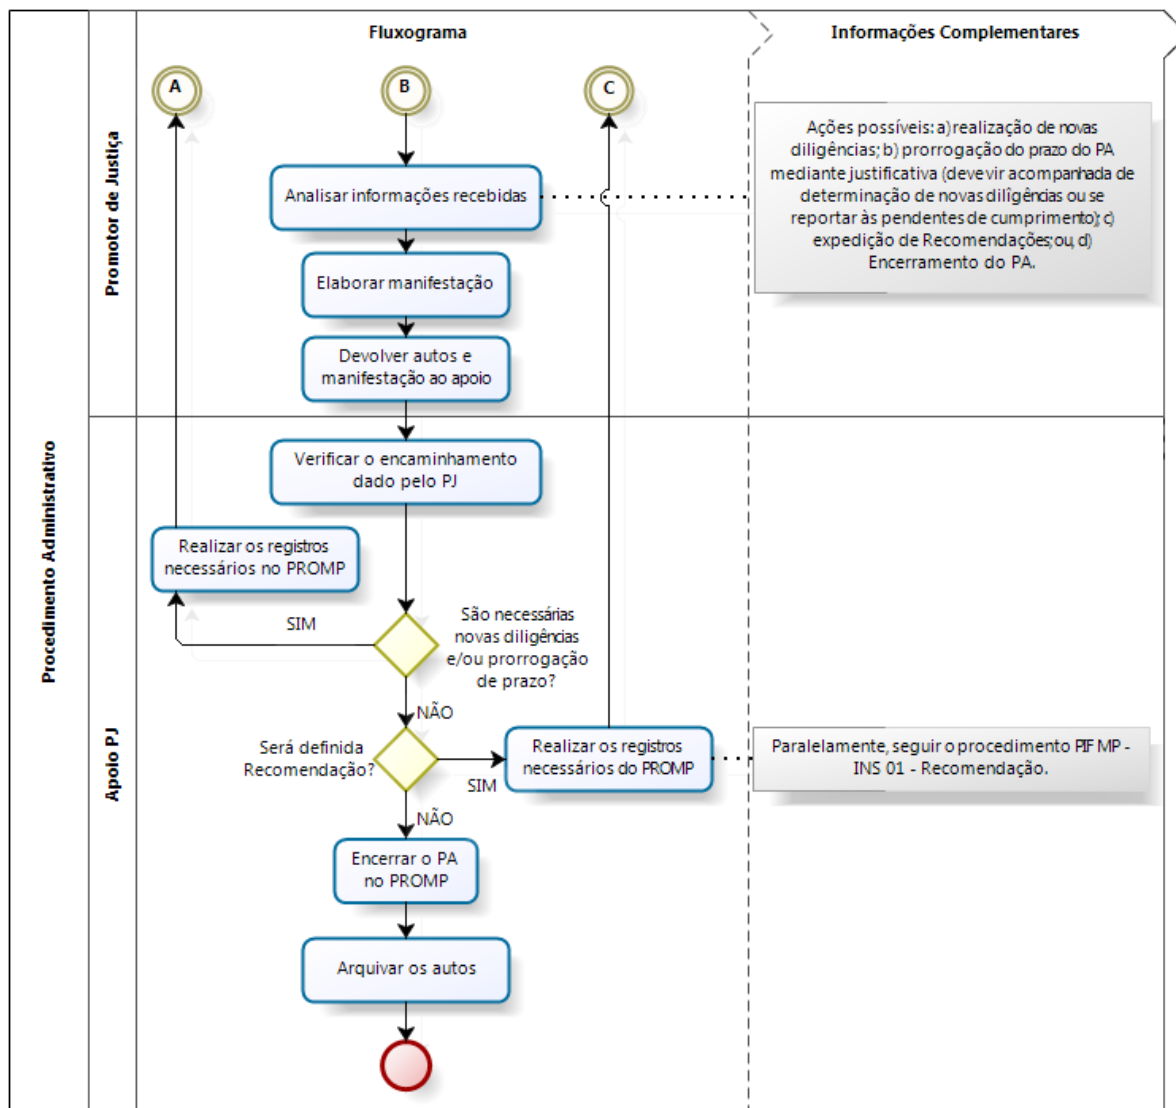 Fluxograma
Informações Complementares
Procedimento Administrativo
Promotor de Justiça
A
B
C
Analisar informações recebidas
Ações possíveis: a) realização de novas
diligências; b) prorrogação do prazo do PA
mediante justificativa (deve vir acompanhada de
determinação de novas dilîgências ou se
reportar às pendentes de cumprimento); c)
expedição de Recomendações; ou, d)
Encerramento do PA.
Elaborar manifestação
Devolver autos e
manifestação ao apoio
Apoio PJ
Verificar o encaminhamento
dado pelo PJ
Realizar os registros
necessários no PROMP
SIM
São necessárias
novas diligências
e/ou prorrogação
de prazo?
NÃO
Será definida
Recomendação?
SIM
Realizar os registros
necessários do PROMP
Paralelamente, seguir o procedimento PIF MP -
INS 01 - Recomendação.
NÃO
Encerrar o PA
no PROMP
Arquivar os autos